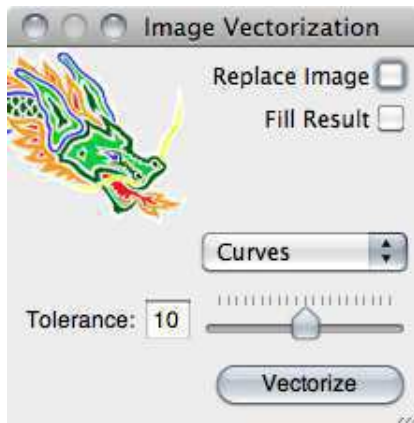 Image Vectorization
Replace Image
Fill Result
Curves
Tolerance: 10
Vectorize